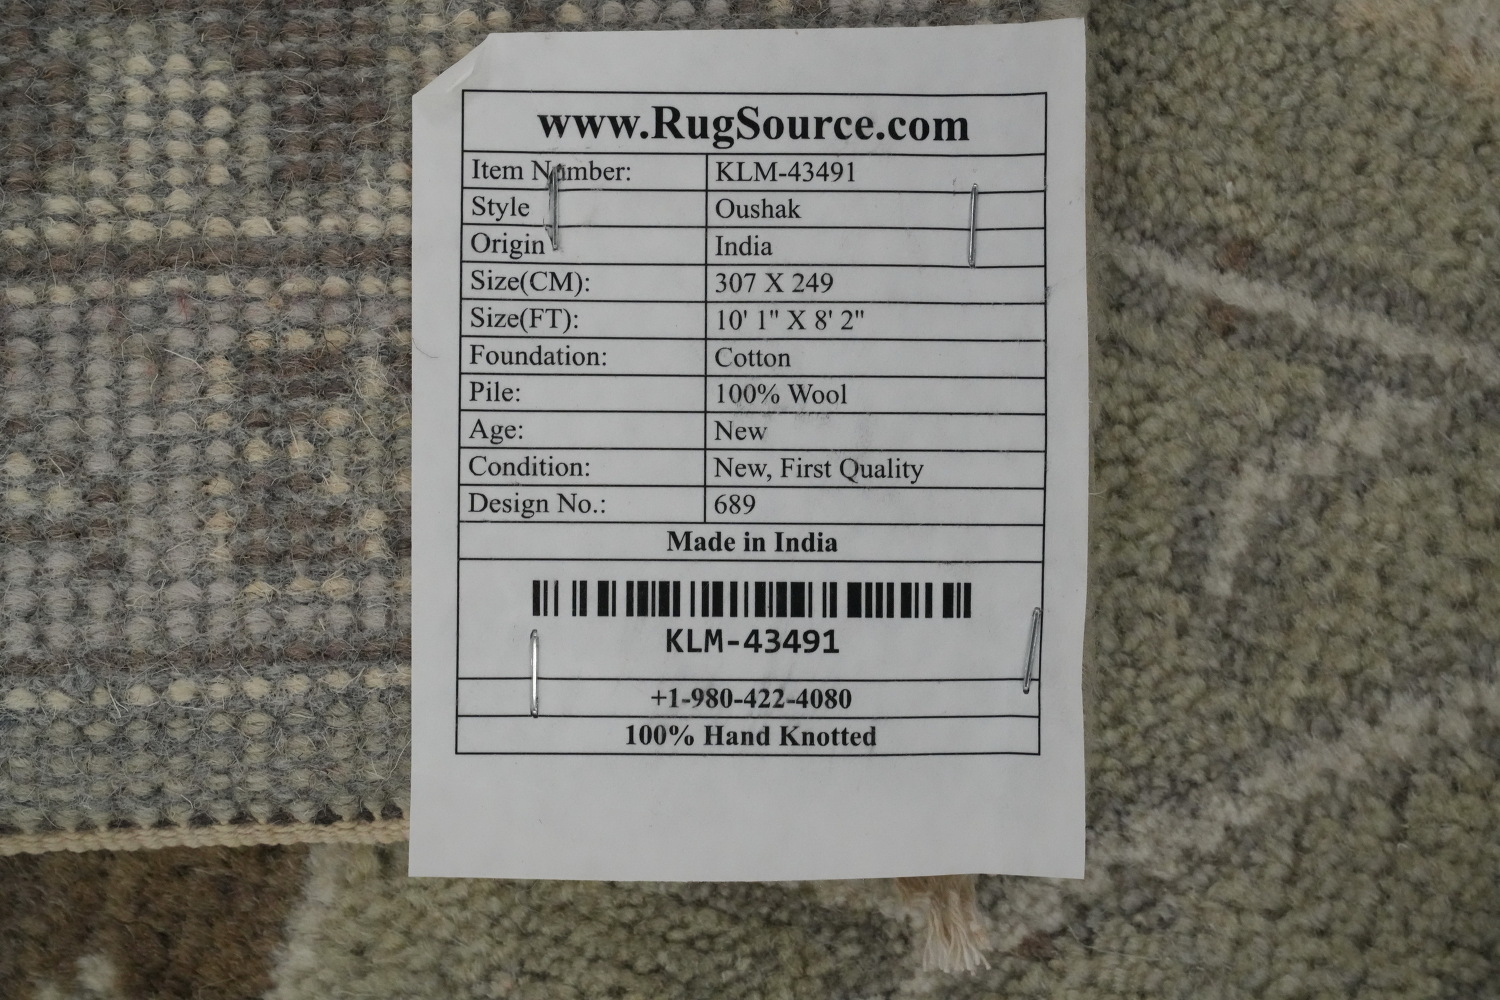 www.RugSource.com
Item Number: KLM-43491
Style Oushak
Origin India
Size(CM): 307 X 249
Size(FT): 10' 1" X 8' 2"
Foundation: Cotton
Pile: 100% Wool
Age: New
Condition: New, First Quality
Design No.: 689
Made in India
KLM-43491
+1-980-422-4080
100% Hand Knotted